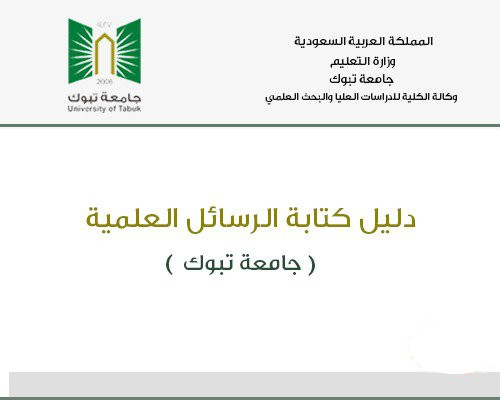 المملكة العربية السعودية
وزارة التعليم
جامعة تبوك
وكالة الكلية للدراسات العليا والبحث العلمي
2006
جامعة تبوك
University of Tabuk
دليل كتابة الرسائل العلمية
( جامعة تبوك )